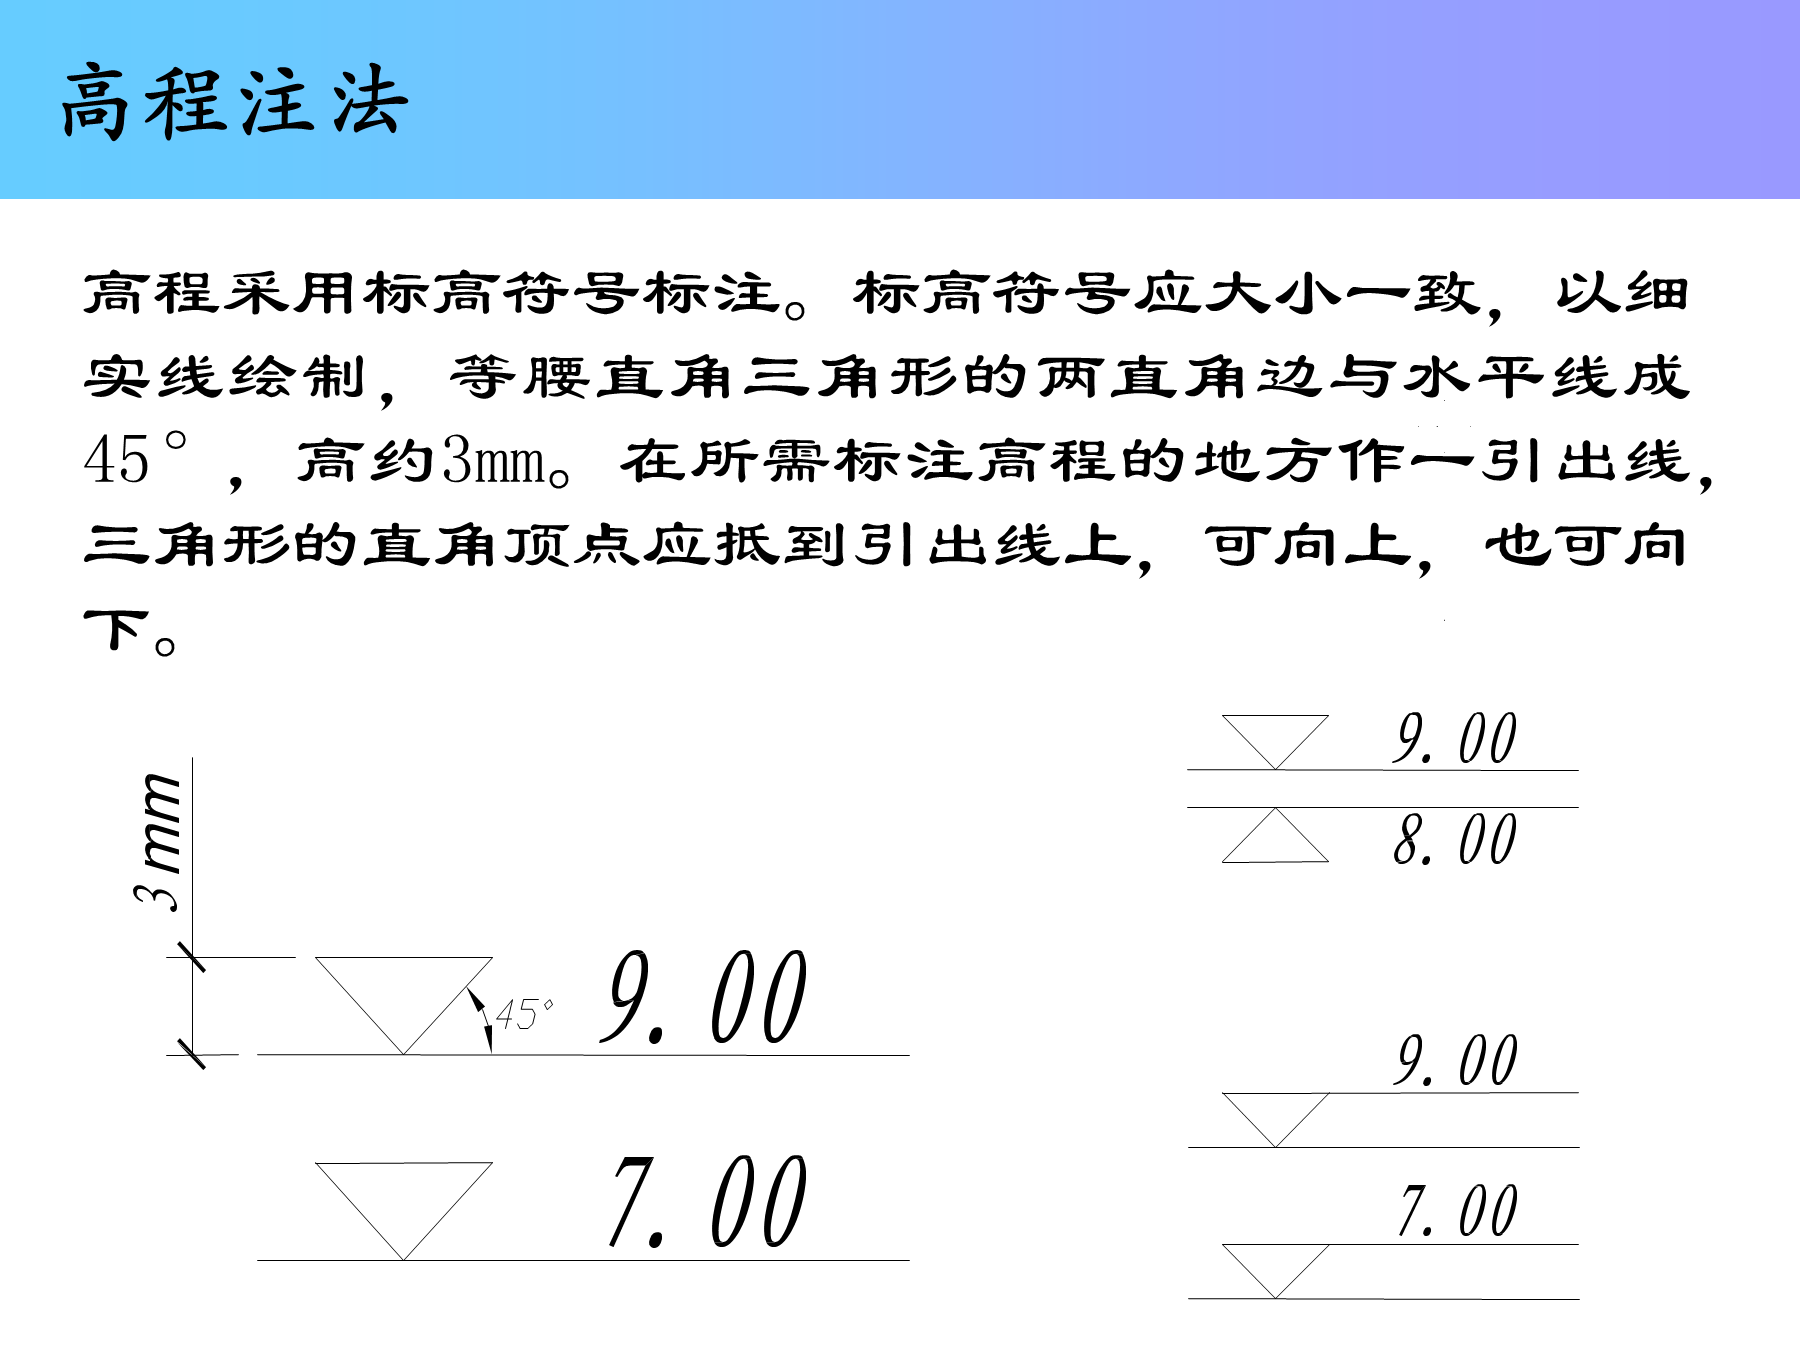 高程注法
高程采用标高符号标注。标高符号应大小一致，以细
实线绘制，等腰直角三角形的两直角边与水平线成
45°，高约3mm。在所需标注高程的地方作一引出线，
三角形的直角顶点应抵到引出线上，可向上，也可向
下。
3mm
45°
9.00
7.00
9.00
8.00
9.00
7.00